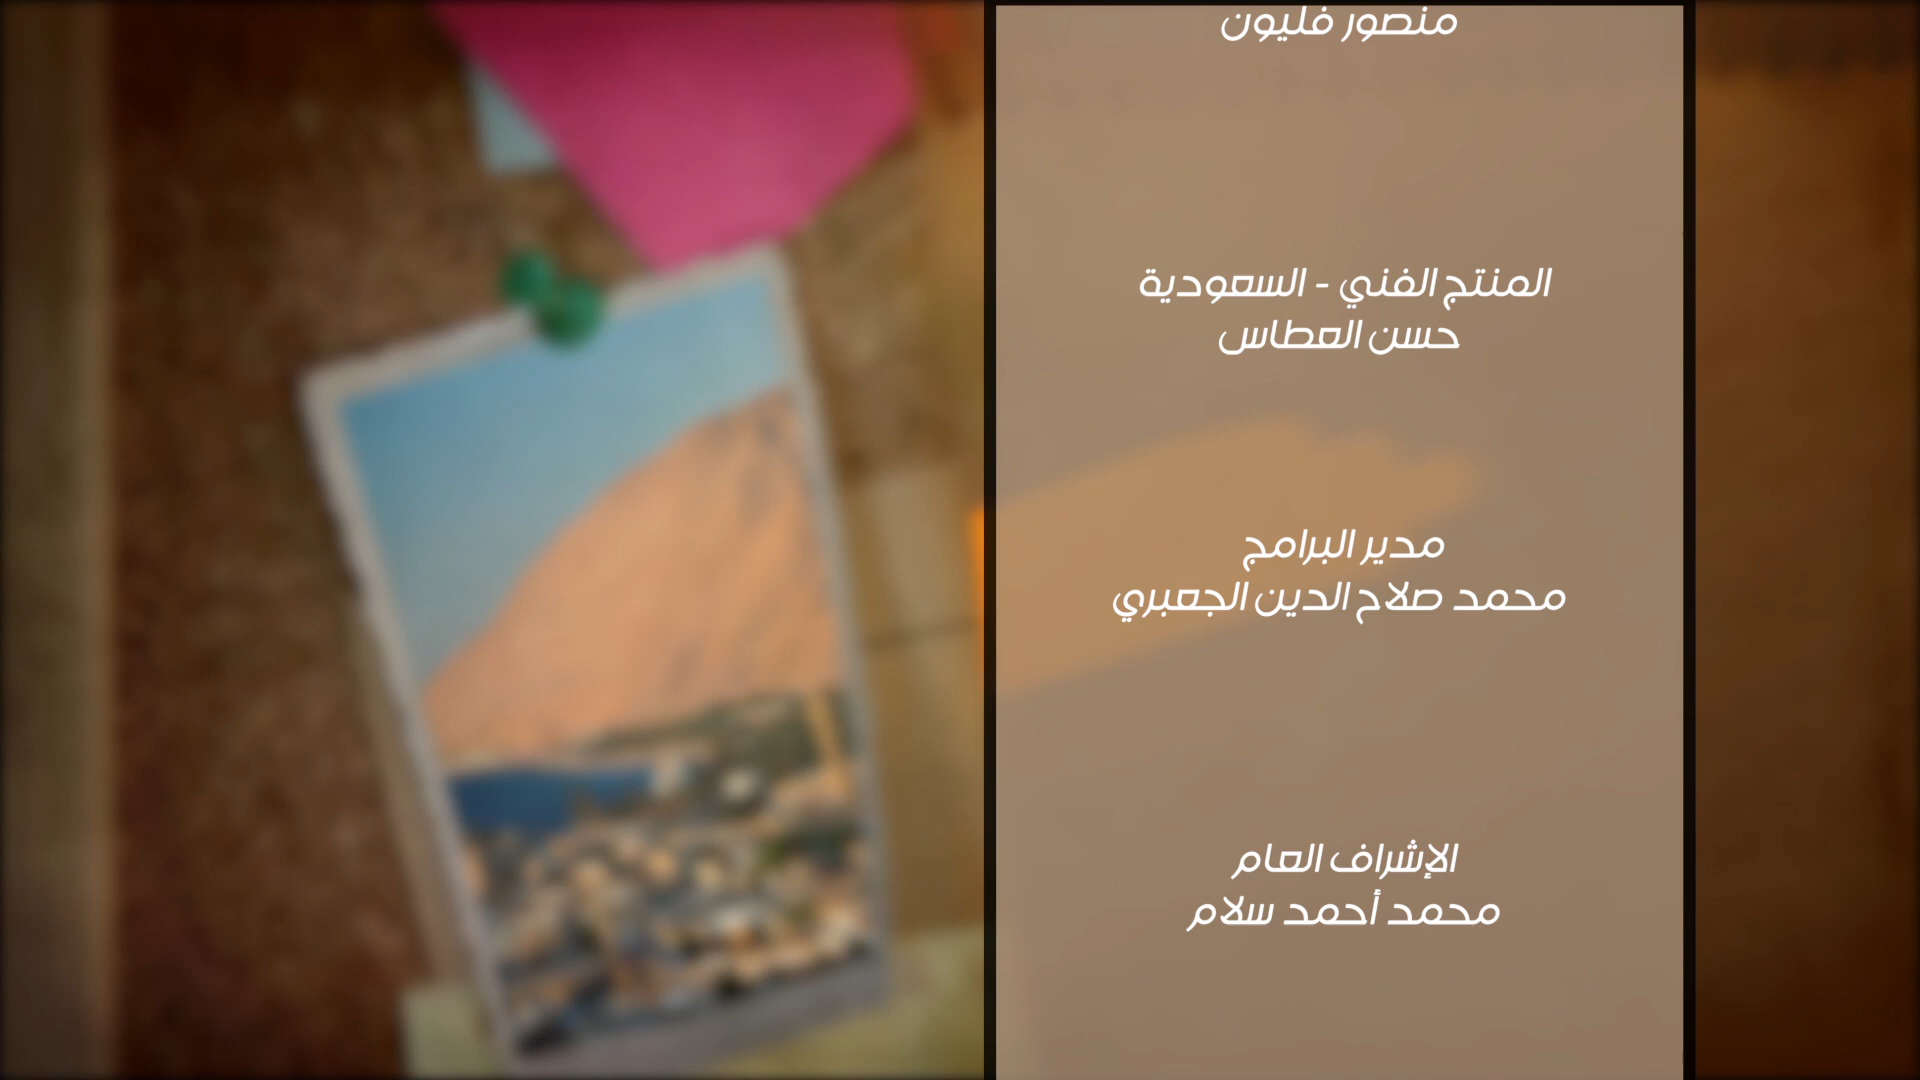 منصور فليون
المنتج الفني - السعودية
حسن العطاس
مدير البرامج
محمد صلاح الدين الجعبري
الإشراف العام
محمد أحمد سلام